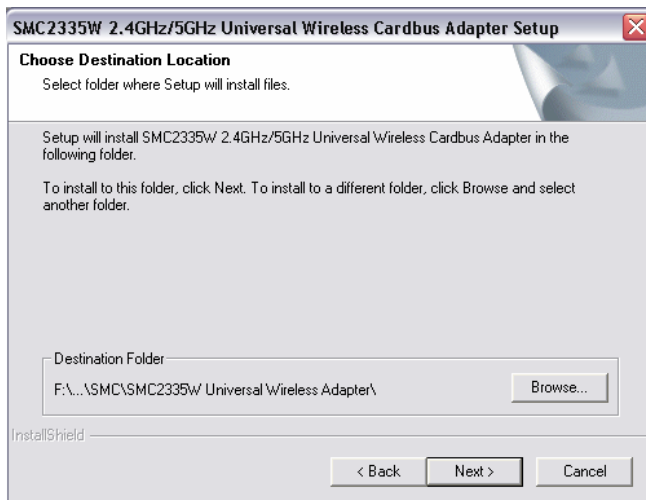 SMC2335W 2.4GHz/5GHz Universal Wireless Cardbus Adapter Setup
Choose Destination Location
Select folder where Setup will install files.
Setup will install SMC2335W 2.4GHz/5GHz Universal Wireless Cardbus Adapter in the
following folder.
To install to this folder, click Next. To install to a different folder, click Browse and select
another folder.
Destination Folder
F:\...\SMC\SMC2335W Universal Wireless Adapter\
Browse...
InstallShield
< Back
Next >
Cancel